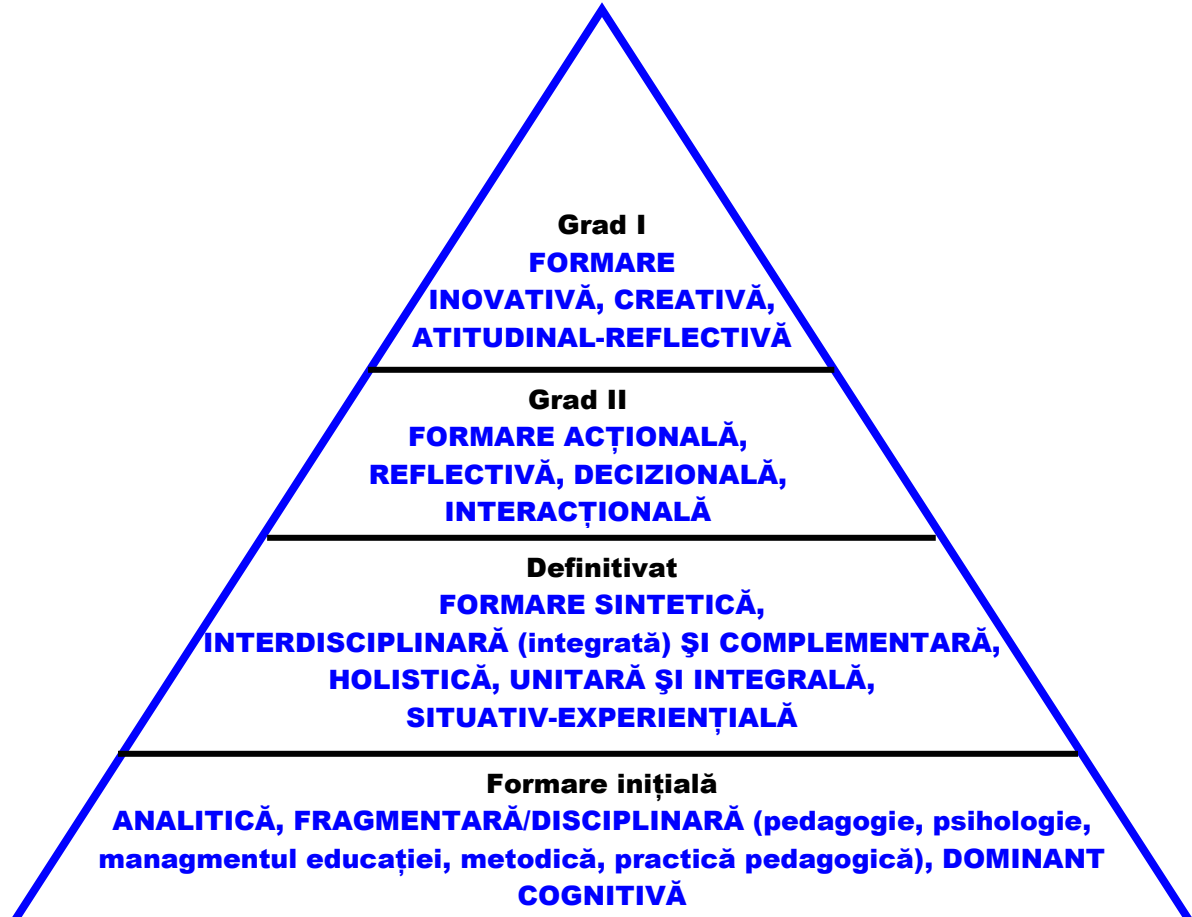 Grad I
FORMARE
INOVATIVĂ, CREATIVĂ,
ATITUDINAL-REFLECTIVĂ
Grad II
FORMARE ACȚIONALĂ,
REFLECTIVĂ, DECIZIONALĂ,
INTERACȚIONALĂ
Definitivat
FORMARE SINTETICĂ,
INTERDISCIPLINARĂ (integrată) ŞI COMPLEMENTARĂ,
HOLISTICĂ, UNITARĂ ŞI INTEGRALĂ,
SITUATIV-EXPERIENȚIALĂ
Formare inițială
ANALITICĂ, FRAGMENTARĂ/DISCIPLINARĂ (pedagogie, psihologie,
managmentul educației, metodică, practică pedagogică), DOMINANT
COGNITIVĂ